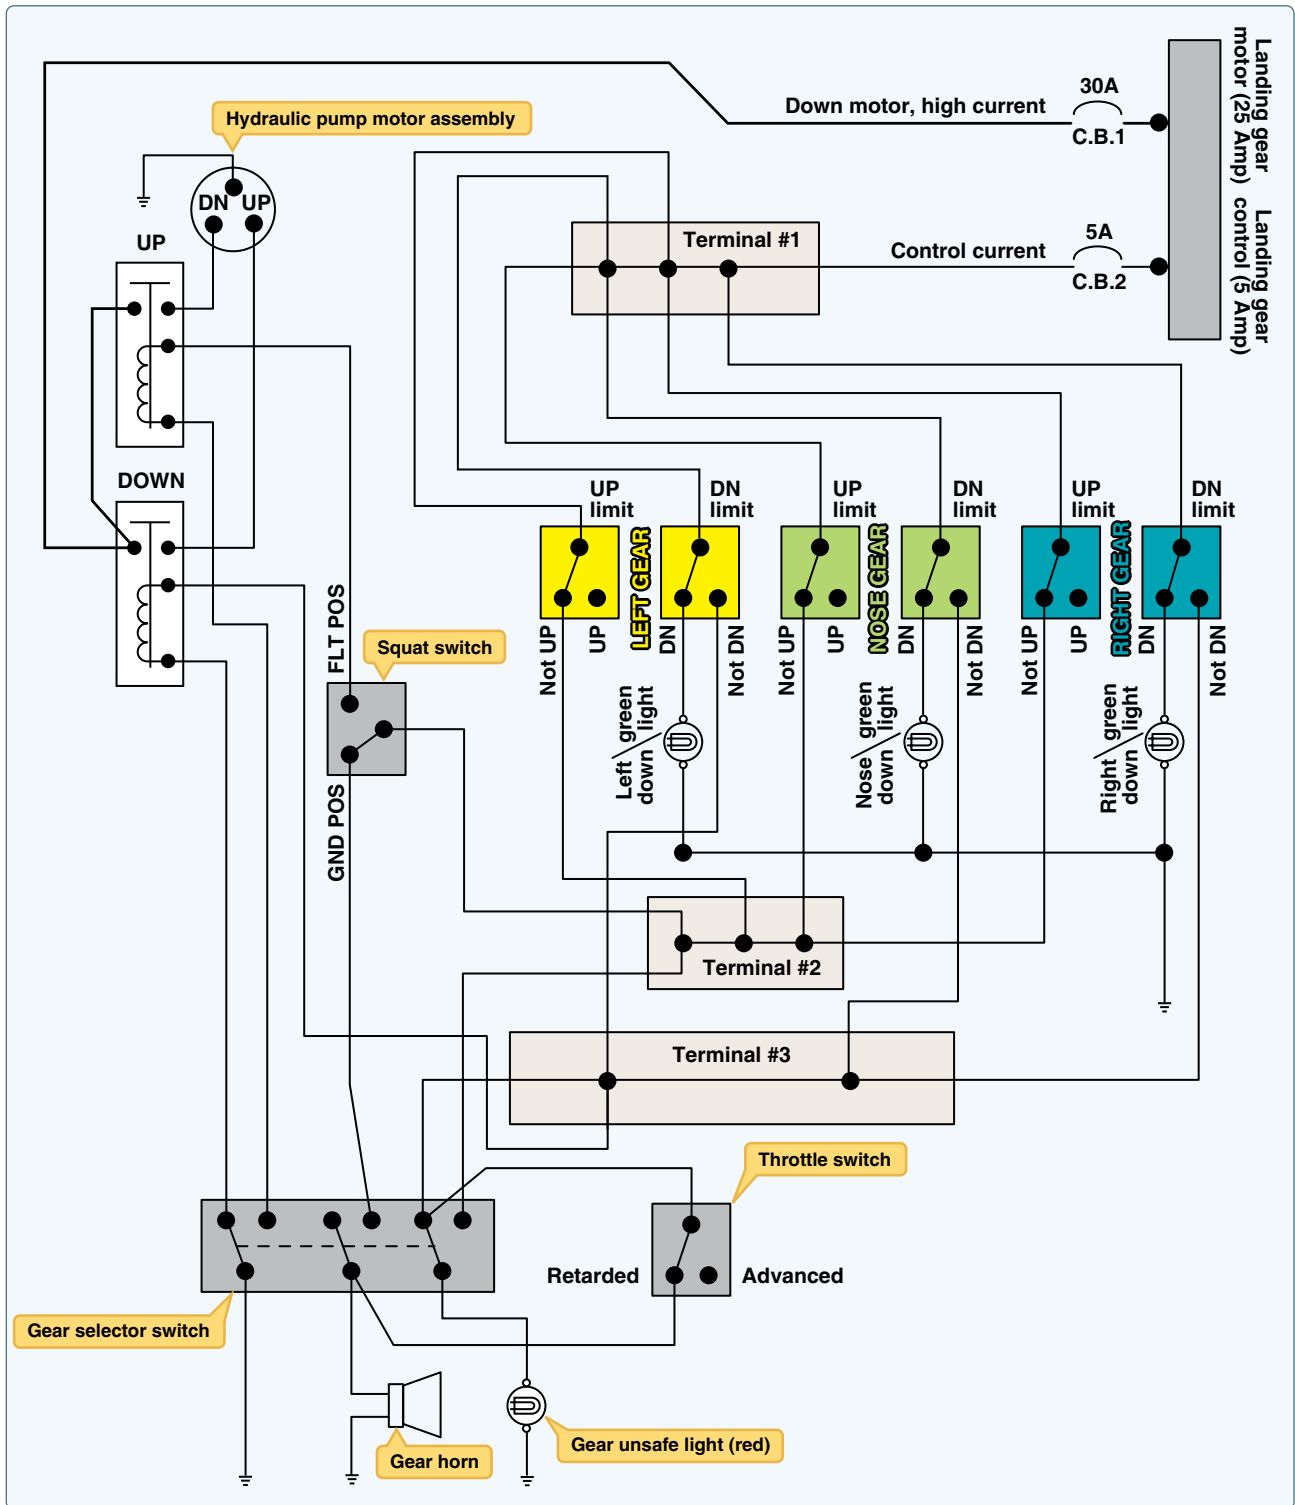 Landing gear
motor (25 Amp)
30A
Down motor, high current
C.B.1
Hydraulic pump motor assembly
DN UP
UP
Terminal #1
5A
Control current
C.B.2
Landing gear
control (5 Amp)
DOWN
UP
limit
DN
limit
UP
limit
DN
limit
UP
limit
DN
limit
LEFT GEAR
NOSE GEAR
RIGHT GEAR
Not UP
UP
DN
Not DN
Not UP
UP
DN
Not DN
Not UP
UP
DN
Not DN
FLT POS
Squat switch
GND POS
Left green
down light
Nose green
down light
Right green
down light
Terminal #2
Terminal #3
Throttle switch
Retarded
Advanced
Gear selector switch
Gear horn
Gear unsafe light (red)